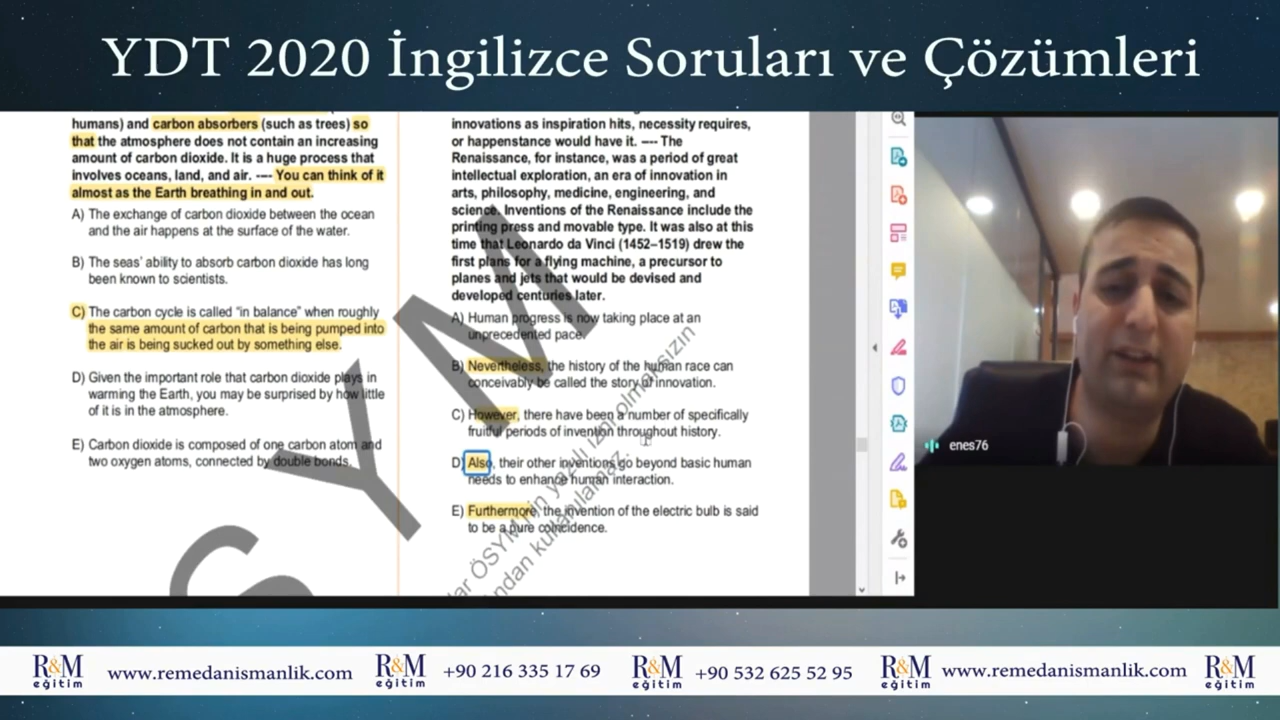 YDT 2020 İngilizce Soruları ve Çözümleri
humans) and carbon absorbers (such as trees) so
that the atmosphere does not contain an increasing
amount of carbon dioxide. It is a huge process that
involves oceans, land, and air. ---- You can think of it
almost as the Earth breathing in and out.
A) The exchange of carbon dioxide between the ocean
and the air happens at the surface of the water.
B) The seas' ability to absorb carbon dioxide has long
been known to scientists.
C) The carbon cycle is called "in balance" when roughly
the same amount of carbon that is being pumped into
the air is being sucked out by something else.
D) Given the important role that carbon dioxide plays in
warming the Earth, you may be surprised by how little
of it is in the atmosphere.
E) Carbon dioxide is composed of one carbon atom and
two oxygen atoms, connected by double bonds.
innovations as inspiration hits, necessity requires,
or happenstance would have it. ---- The
Renaissance, for instance, was a period of great
intellectual exploration, an era of innovation in
arts, philosophy, medicine, engineering, and
science. Inventions of the Renaissance include the
printing press and movable type. It was also at this
time that Leonardo da Vinci (1452–1519) drew the
first plans for a flying machine, a precursor to
planes and jets that would be devised and
developed centuries later.
A) Human progress is now taking place at an
unprecedented pace.
B) Nevertheless, the history of the human race can
conceivably be called the story of innovation.
C) However, there have been a number of specifically
fruitful periods of invention throughout history.
D) Also, their other inventions go beyond basic human
needs to enhance human interaction.
E) Furthermore, the invention of the electric bulb is said
to be a pure coincidence.
SYM
lar ÖSYM'nin yazılı izni olmaksızın
ından kullanılamaz.
enes76
R&M eğitim
www.remedanismanlik.com
R&M eğitim
+90 216 335 17 69
R&M eğitim
+90 532 625 52 95
R&M eğitim
www.remedanismanlik.com
R&M eğitim